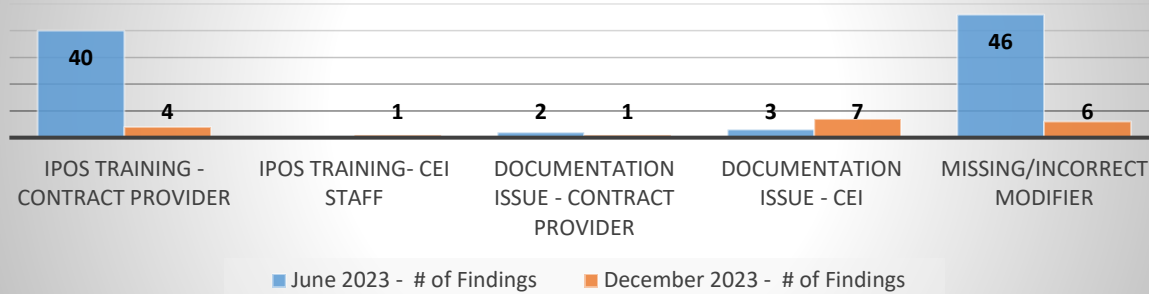 40
4
1
2
1
3
7
46
6
IPOS TRAINING -
CONTRACT PROVIDER
IPOS TRAINING- CEI
STAFF
DOCUMENTATION
ISSUE - CONTRACT
PROVIDER
DOCUMENTATION
ISSUE - CEI
MISSING/INCORRECT
MODIFIER
June 2023 - # of Findings
December 2023 - # of Findings